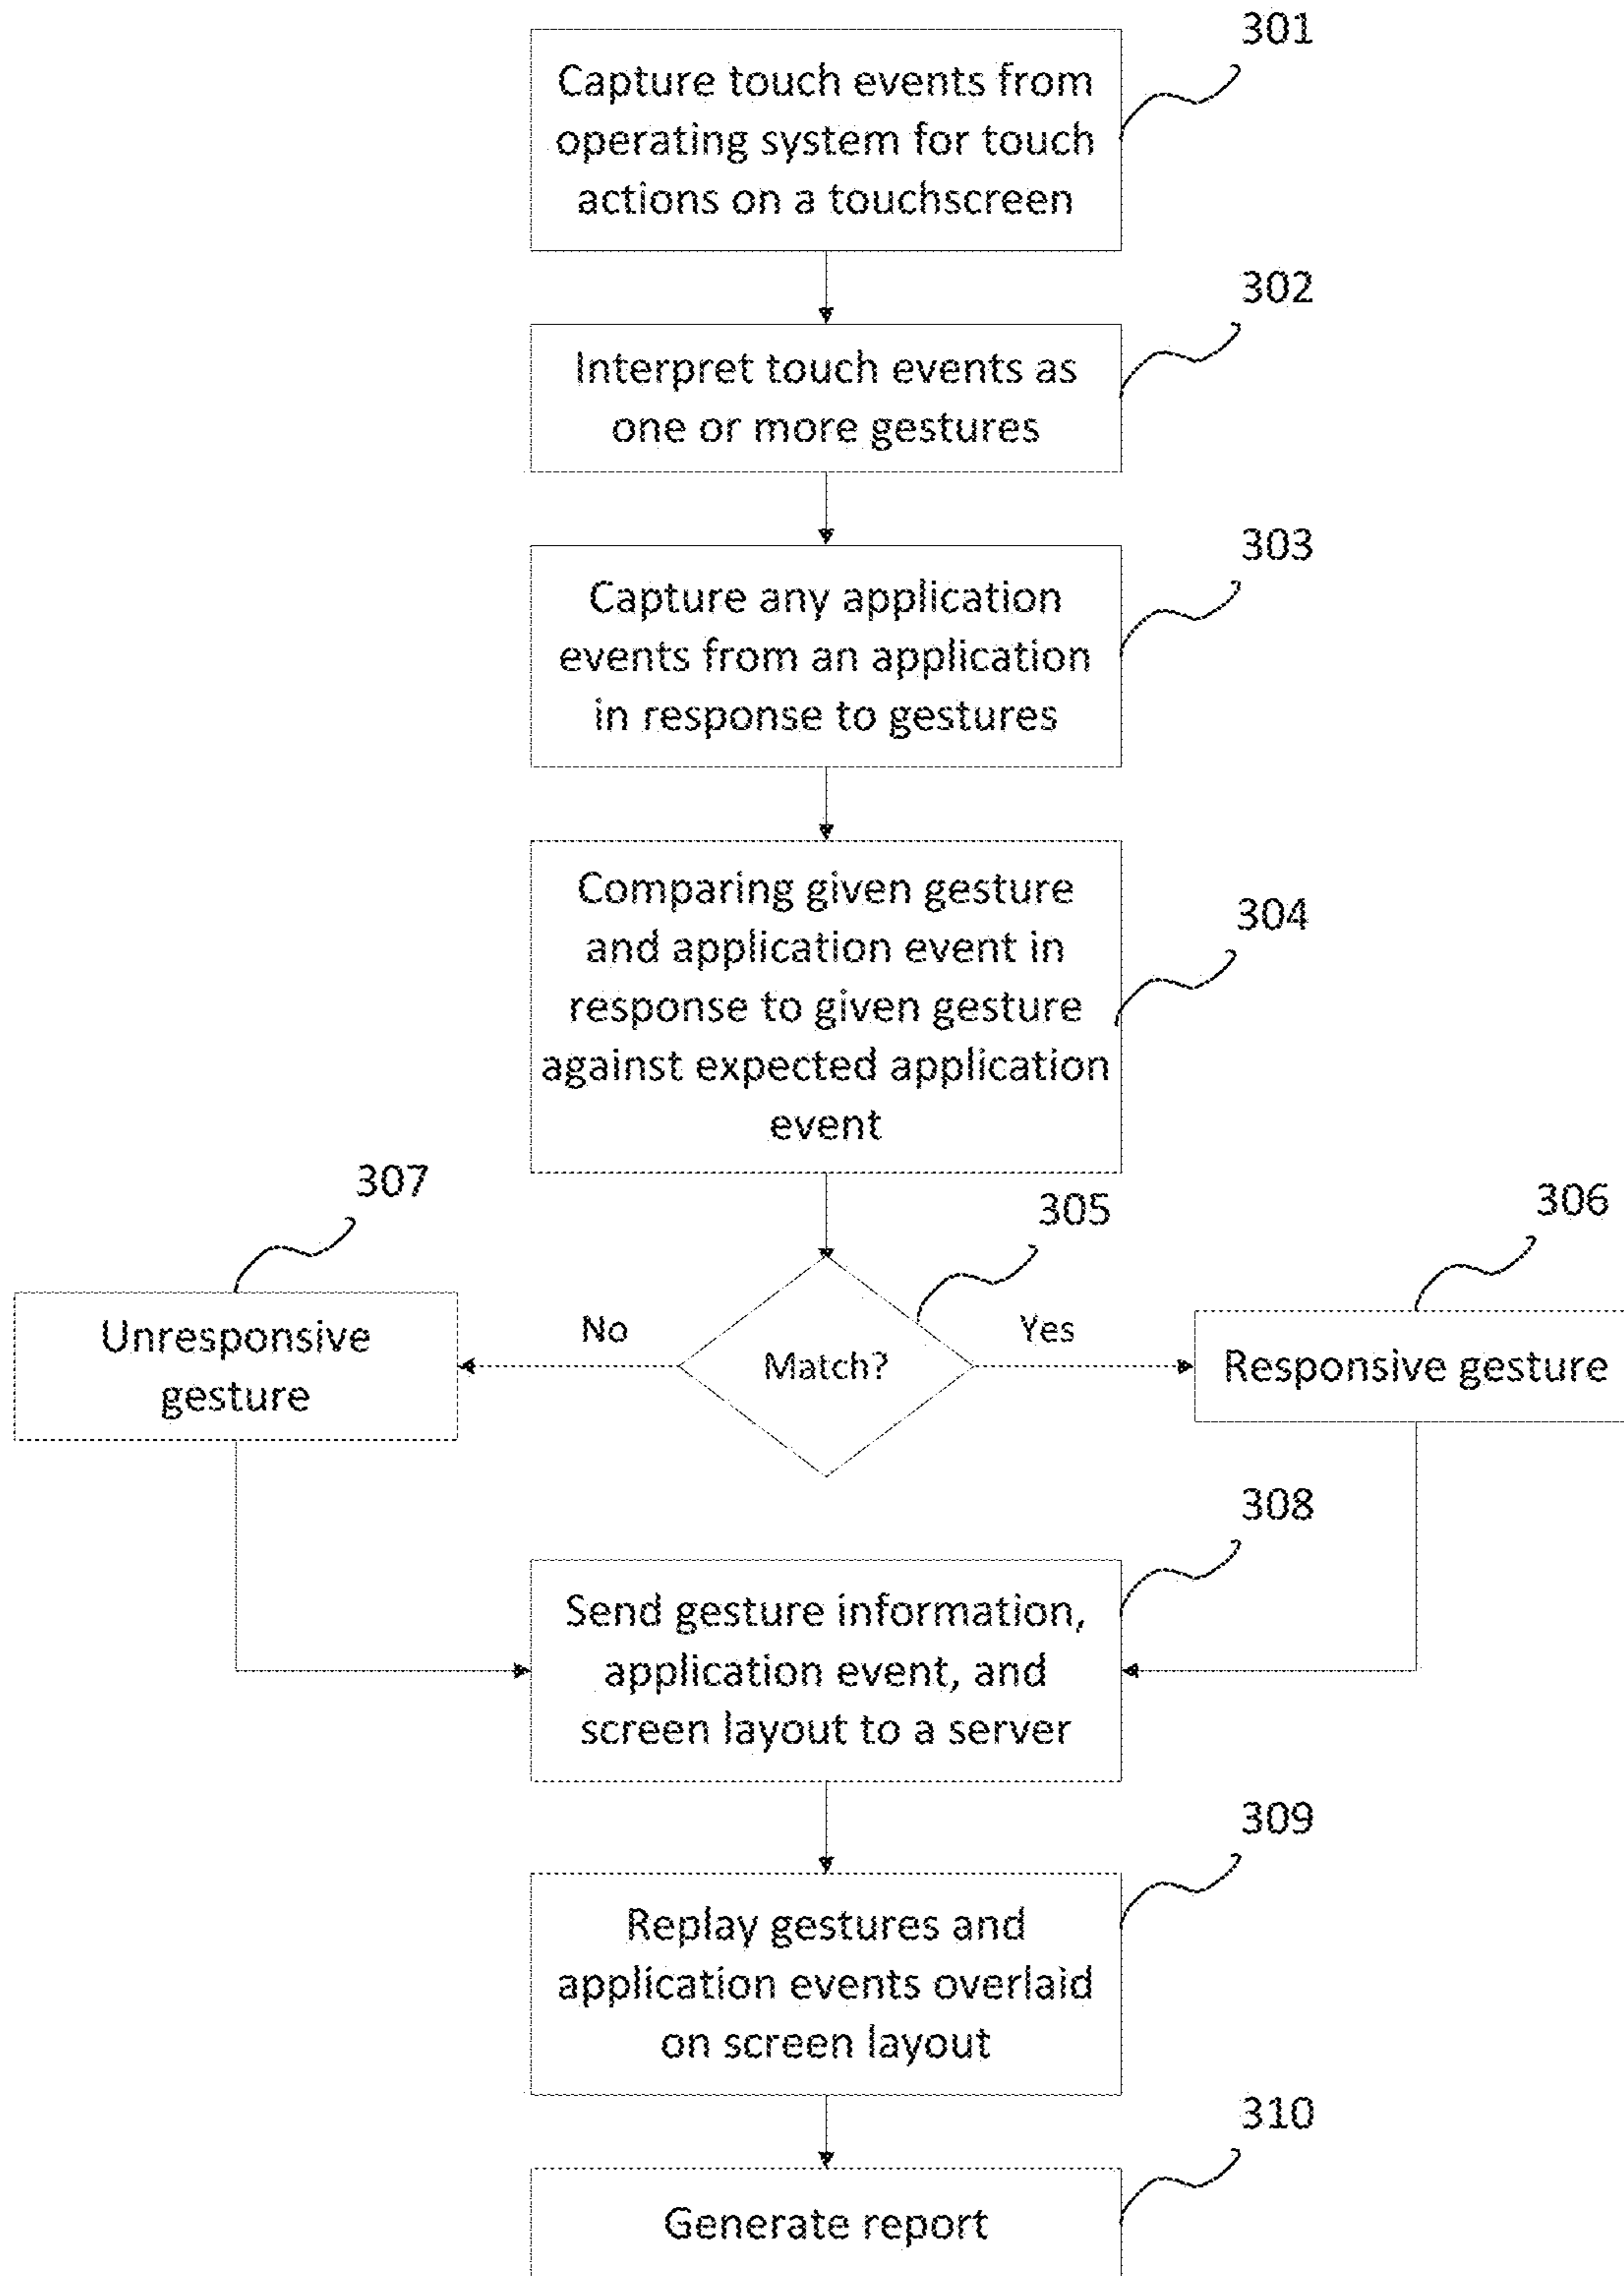 301
Capture touch events from
operating system for touch
actions on a touchscreen
302
Interpret touch events as
one or more gestures
303
Capture any application
events from an application
in response to gestures
304
Comparing given gesture
and application event in
response to given gesture
against expected application
event
307
305
306
Unresponsive
gesture
No
Match?
Yes
Responsive gesture
308
Send gesture information,
application event, and
screen layout to a server
309
Replay gestures and
application events overlaid
on screen layout
310
Generate report